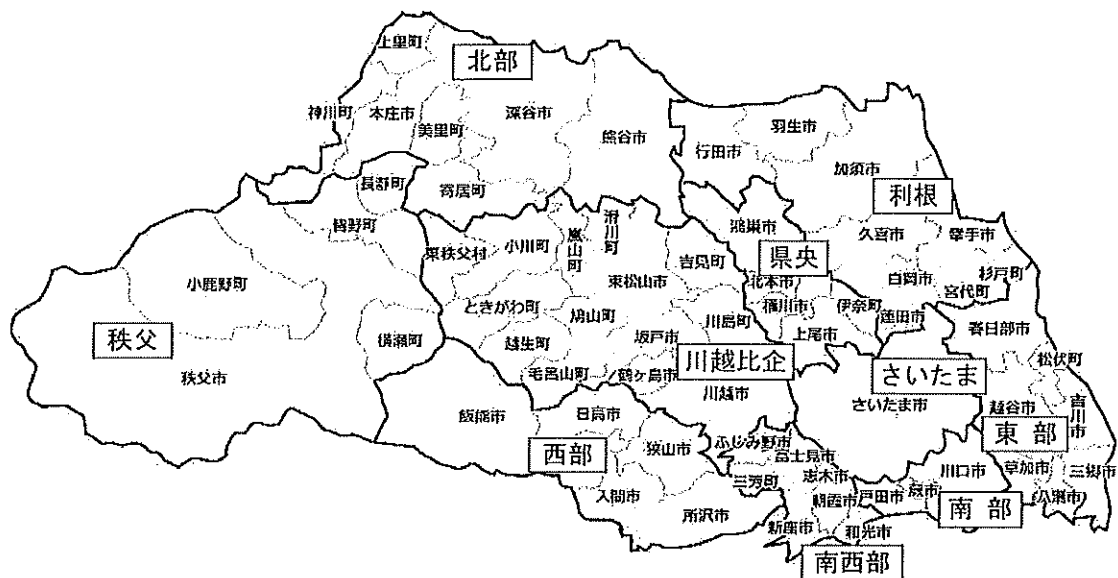 上里町
北部
神川町
本庄市
美里町
深谷市
熊谷市
行田市
羽生市
加須市
利根
長瀞町
寄居町
皆野町
小鹿野町
秩父
秩父市
横瀬町
東秩父村
小川町
嵐山町
滑川町
東松山市
吉見町
ときがわ町
鳩山町
川島町
越生町
坂戸市
毛呂山町
鶴ヶ島市
川越比企
川越市
鴻巣市
県央
北本市
桶川市
伊奈町
上尾市
久喜市
幸手市
白岡市
宮代町
杉戸町
蓮田市
春日部市
さいたま
さいたま市
松伏町
越谷市
吉川市
東部
草加市
三郷市
八潮市
飯能市
日高市
西部
狭山市
入間市
所沢市
ふじみ野市
富士見市
三芳町
志木市
朝霞市
新座市
和光市
南西部
戸田市
蕨市
川口市
南部